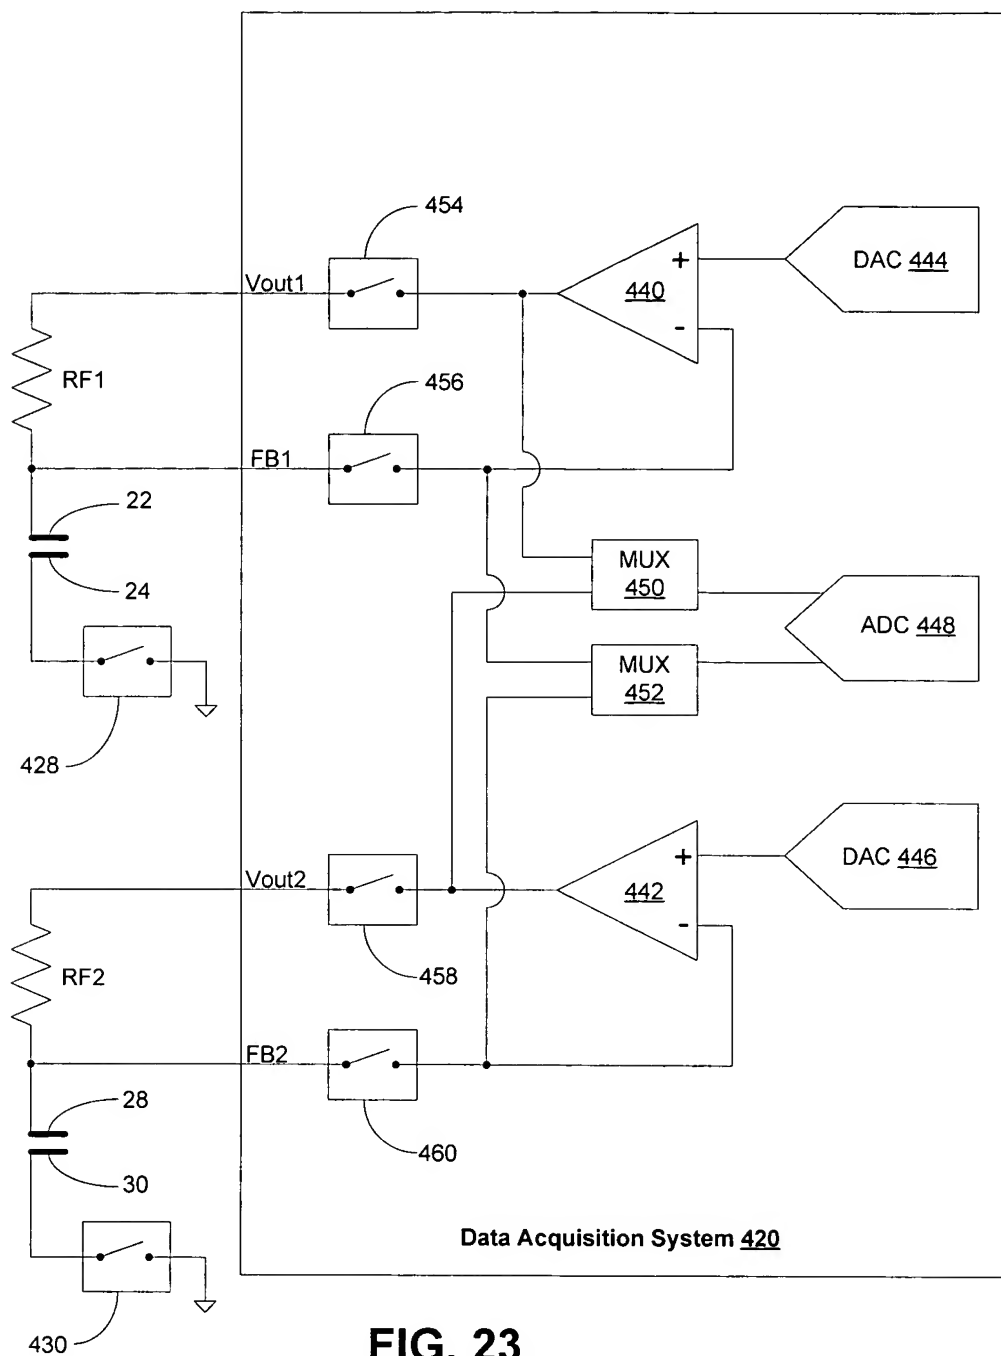 454
Vout1
+
440
-
DAC 444
RF1
456
FB1
22
24
MUX
450
ADC 448
MUX
452
428
Vout2
+
442
-
DAC 446
458
RF2
FB2
28
30
460
Data Acquisition System 420
430
FIG. 23